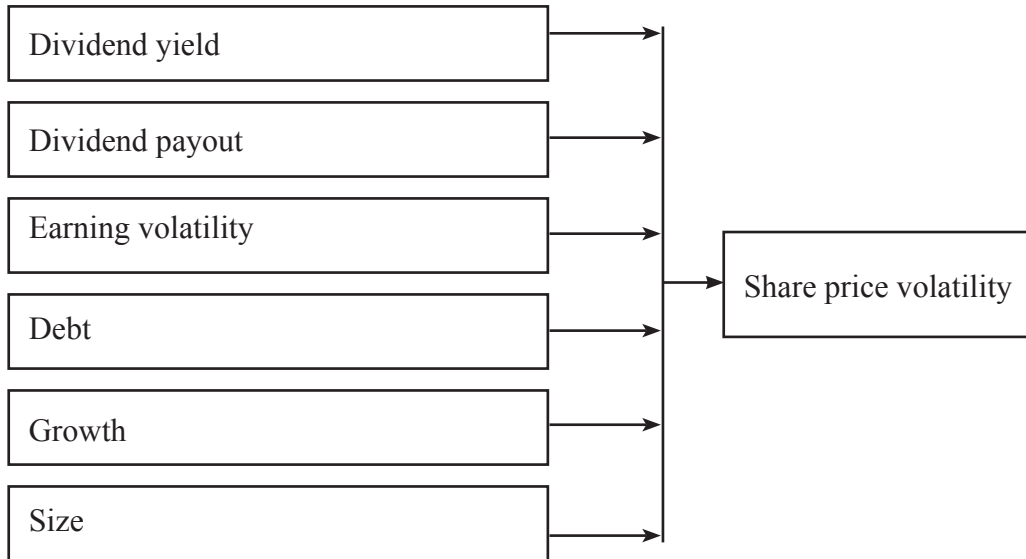 Dividend yield
Dividend payout
Earning volatility
Debt
Growth
Size
Share price volatility